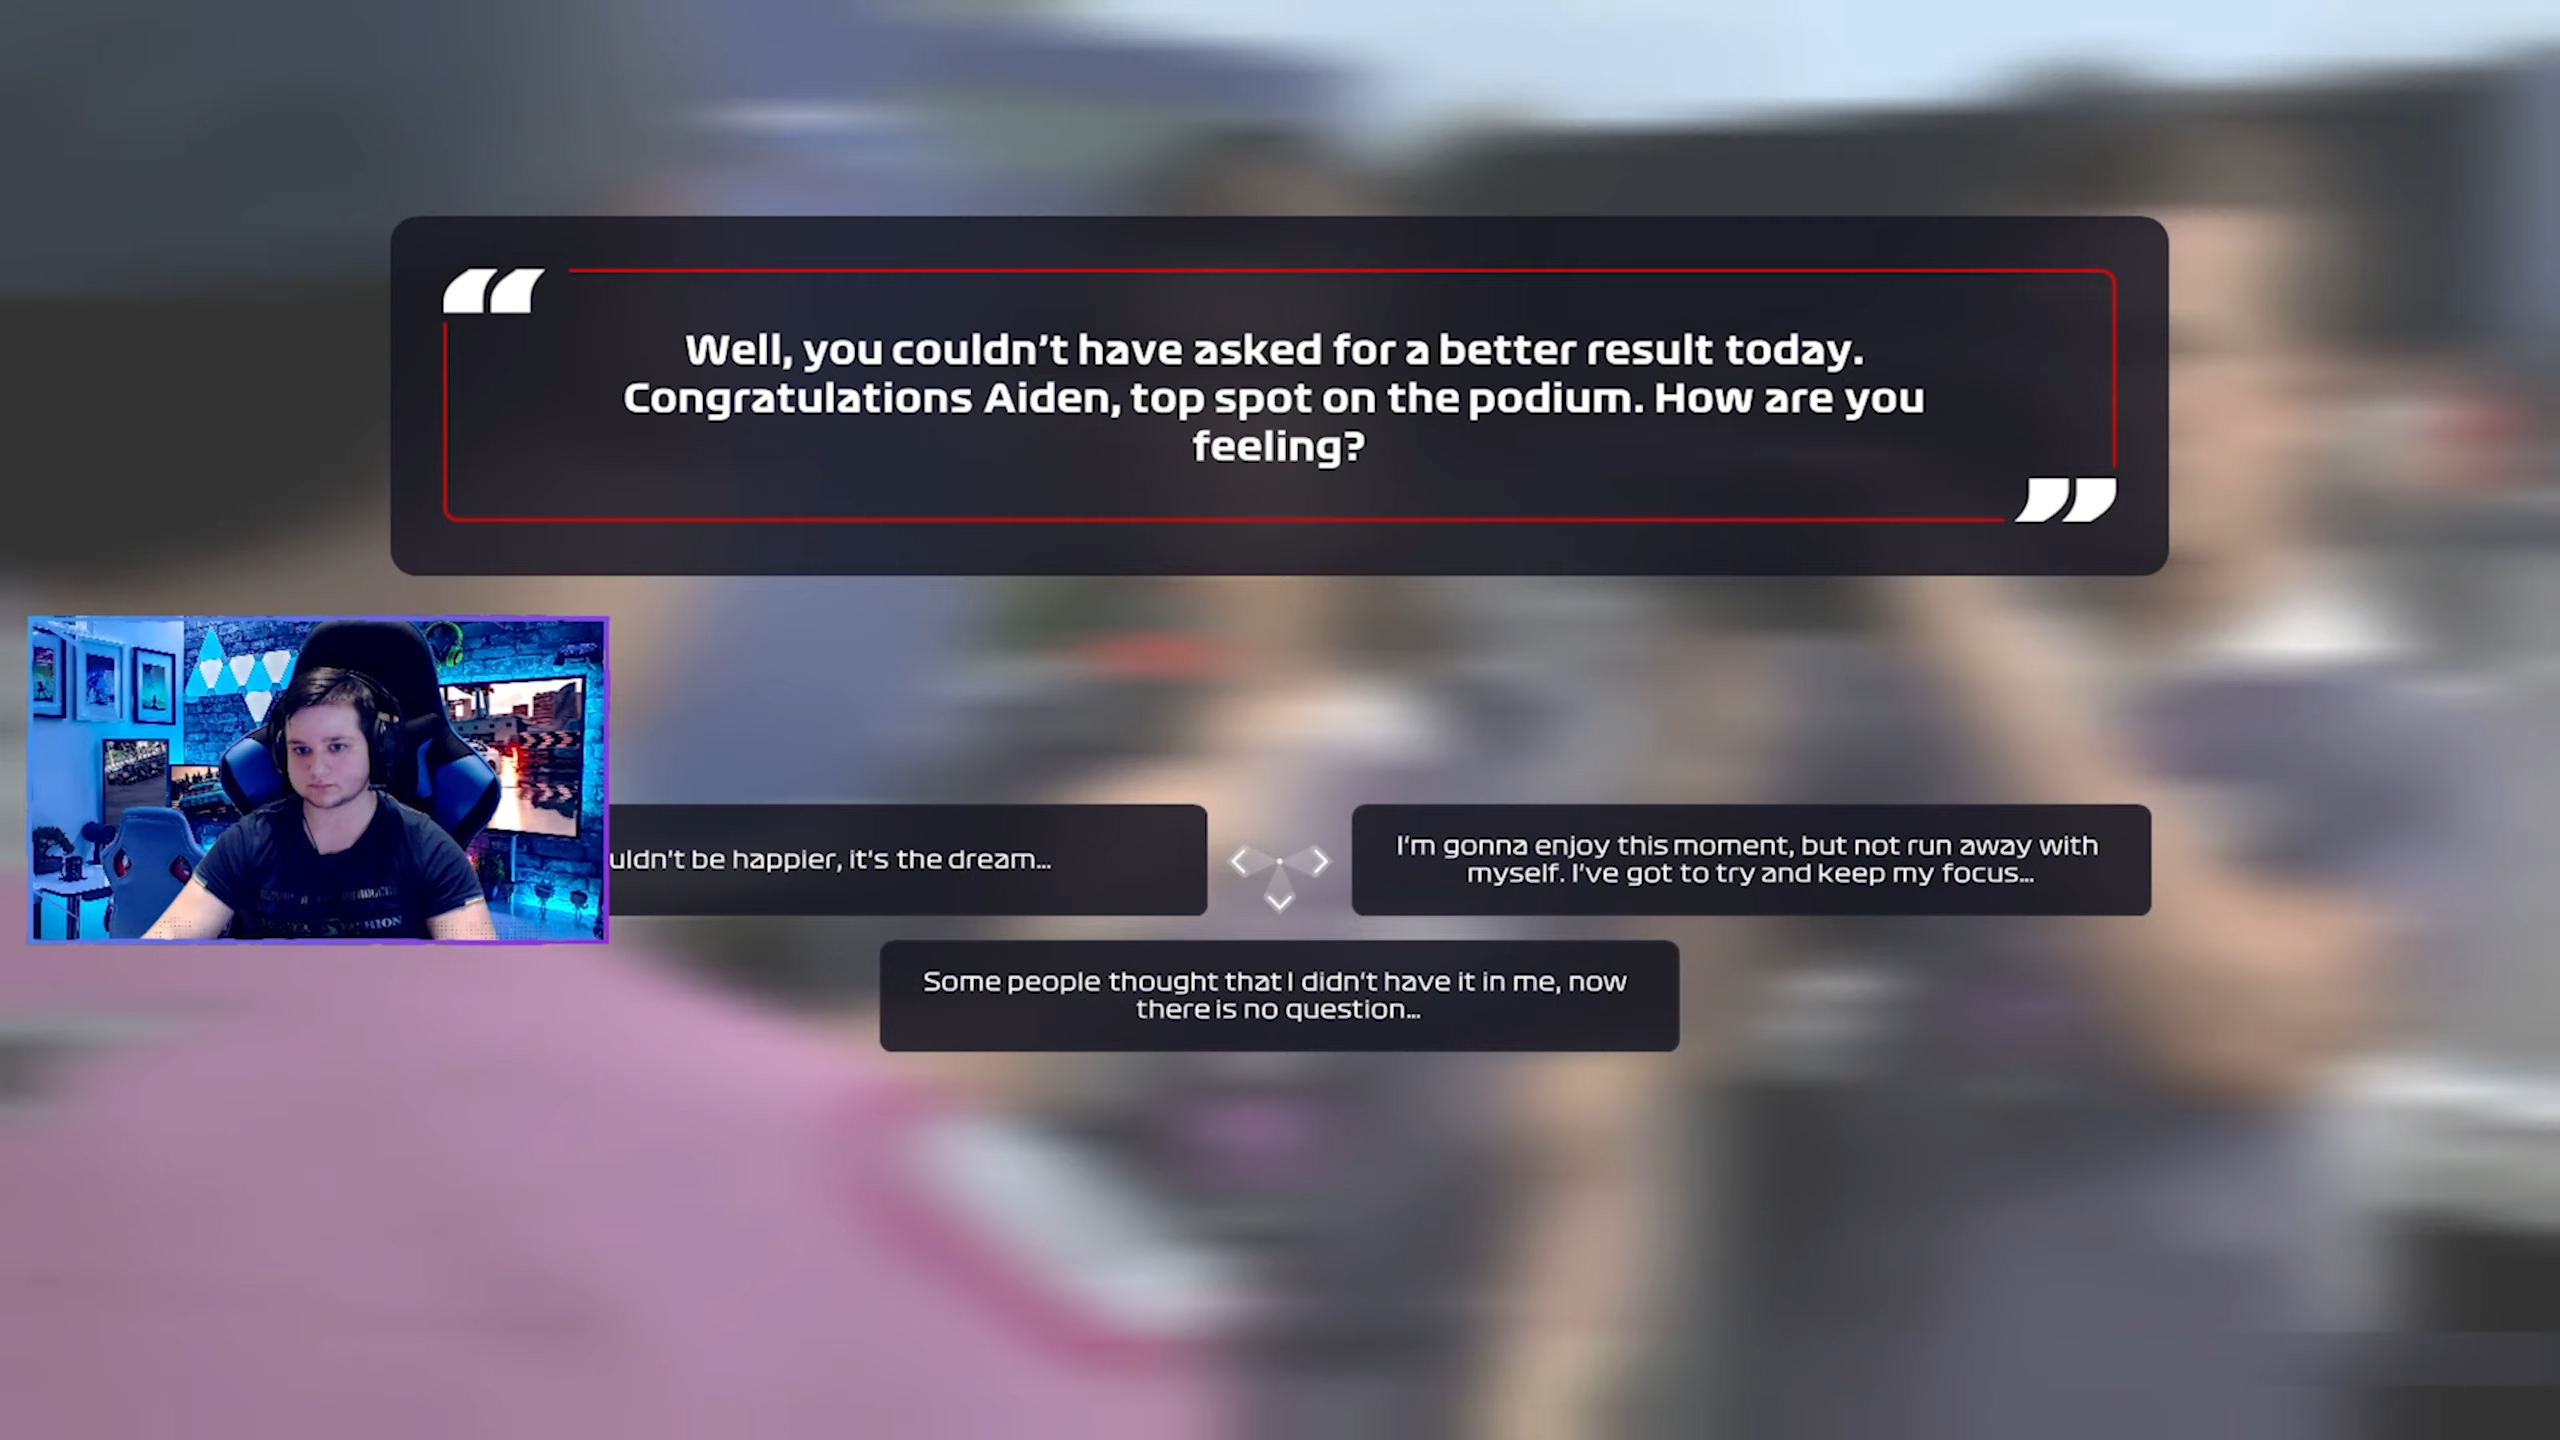 Well, you couldn't have asked for a better result today.
Congratulations Aiden, top spot on the podium. How are you
feeling?
be happier, it's the dream...
I'm gonna enjoy this moment, but not run away with
myself. I've got to try and keep my focus...
Some people thought that I didn't have it in me, now
there is no question...